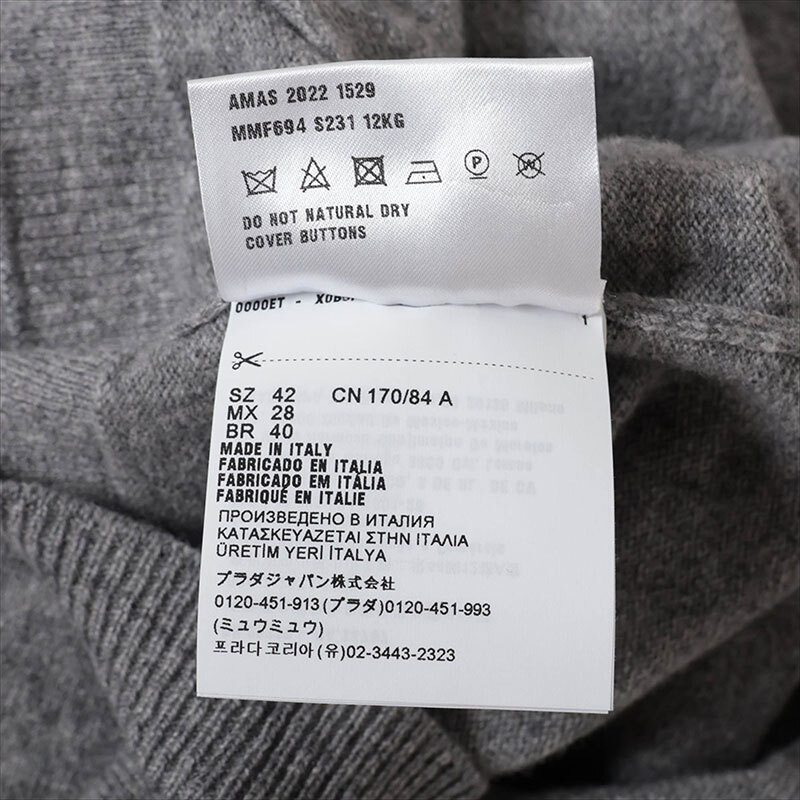 AMAS 2022 1529
MMF694 S231 12KG
P W
DO NOT NATURAL DRY
COVER BUTTONS
0000ET -
1
SZ 42 CN 170/84 A
MX 28
BR 40
MADE IN ITALY
FABRICADO EN ITALIA
FABRICADO EM ITÁLIA
FABRIQUÉ EN ITALIE
ПРОИЗВЕДЕНО В ИТАЛИЯ
ΚΑΤΑΣΚΕΥΑΖΕΤΑΙ ΣΤΗΝ ΙΤΑΛΙΑ
ÜRETİM YERİ İTALYA
プラダジャパン株式会社
0120-451-913(プラダ)0120-451-993
(ミュウミュウ)
프라다코리아(유)02-3443-2323